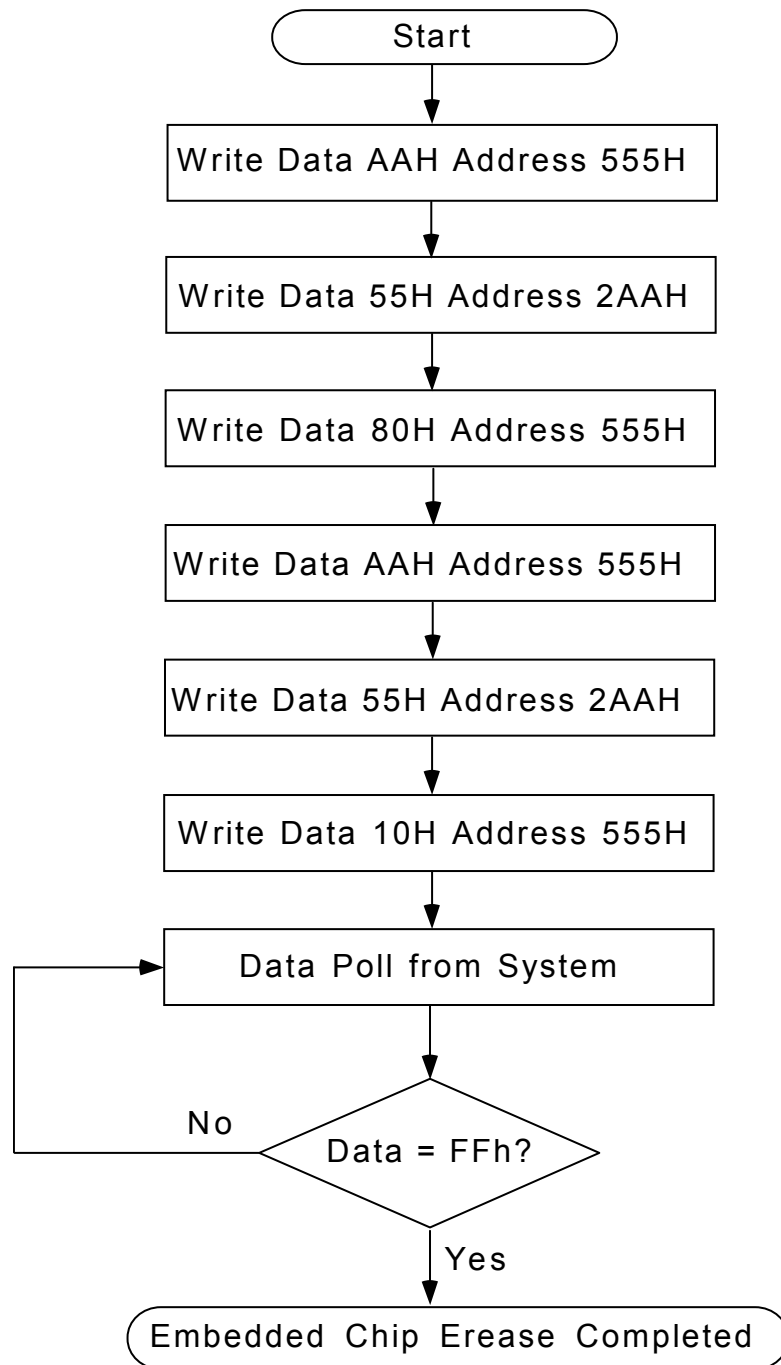 Start
Write Data AAH Address 555H
Write Data 55H Address 2AAH
Write Data 80H Address 555H
Write Data AAH Address 555H
Write Data 55H Address 2AAH
Write Data 10H Address 555H
Data Poll from System
No
Data = FFh?
Yes
Embedded Chip Erease Completed